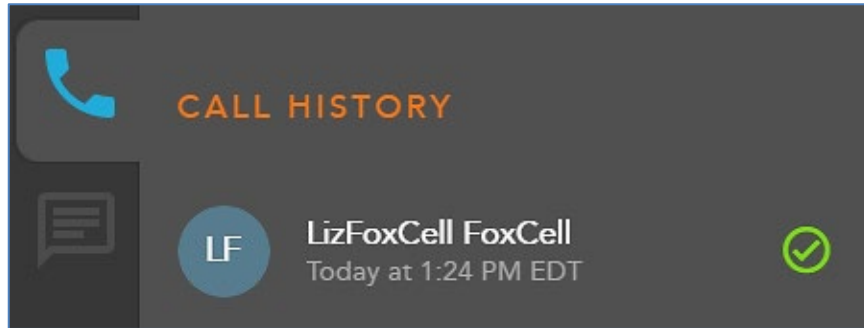 CALL HISTORY
LF
LizFoxCell FoxCell
Today at 1:24 PM EDT